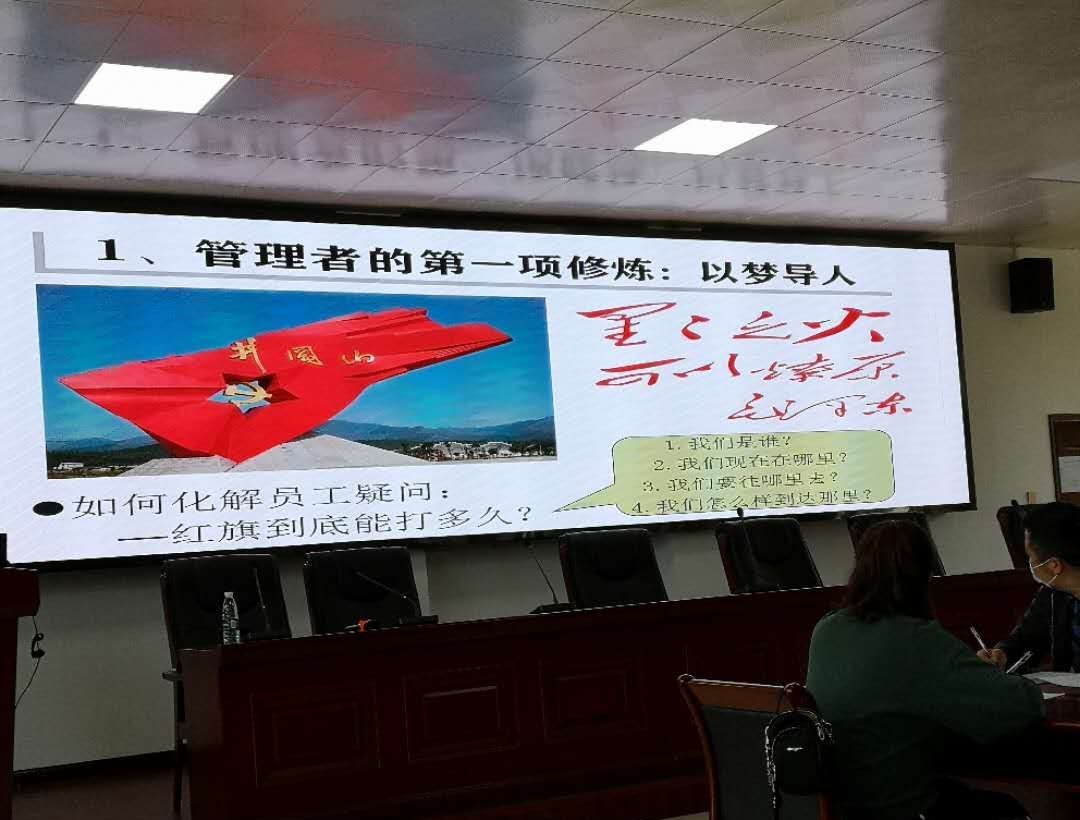 1、管理者的第一项修炼：以梦导人
井冈山
星星之火
可以燎原
毛泽东
1. 我们是谁？
2. 我们现在在哪里？
3. 我们要往哪里去？
4. 我们怎么样到达那里？
●如何化解员工疑问：
—红旗到底能打多久？